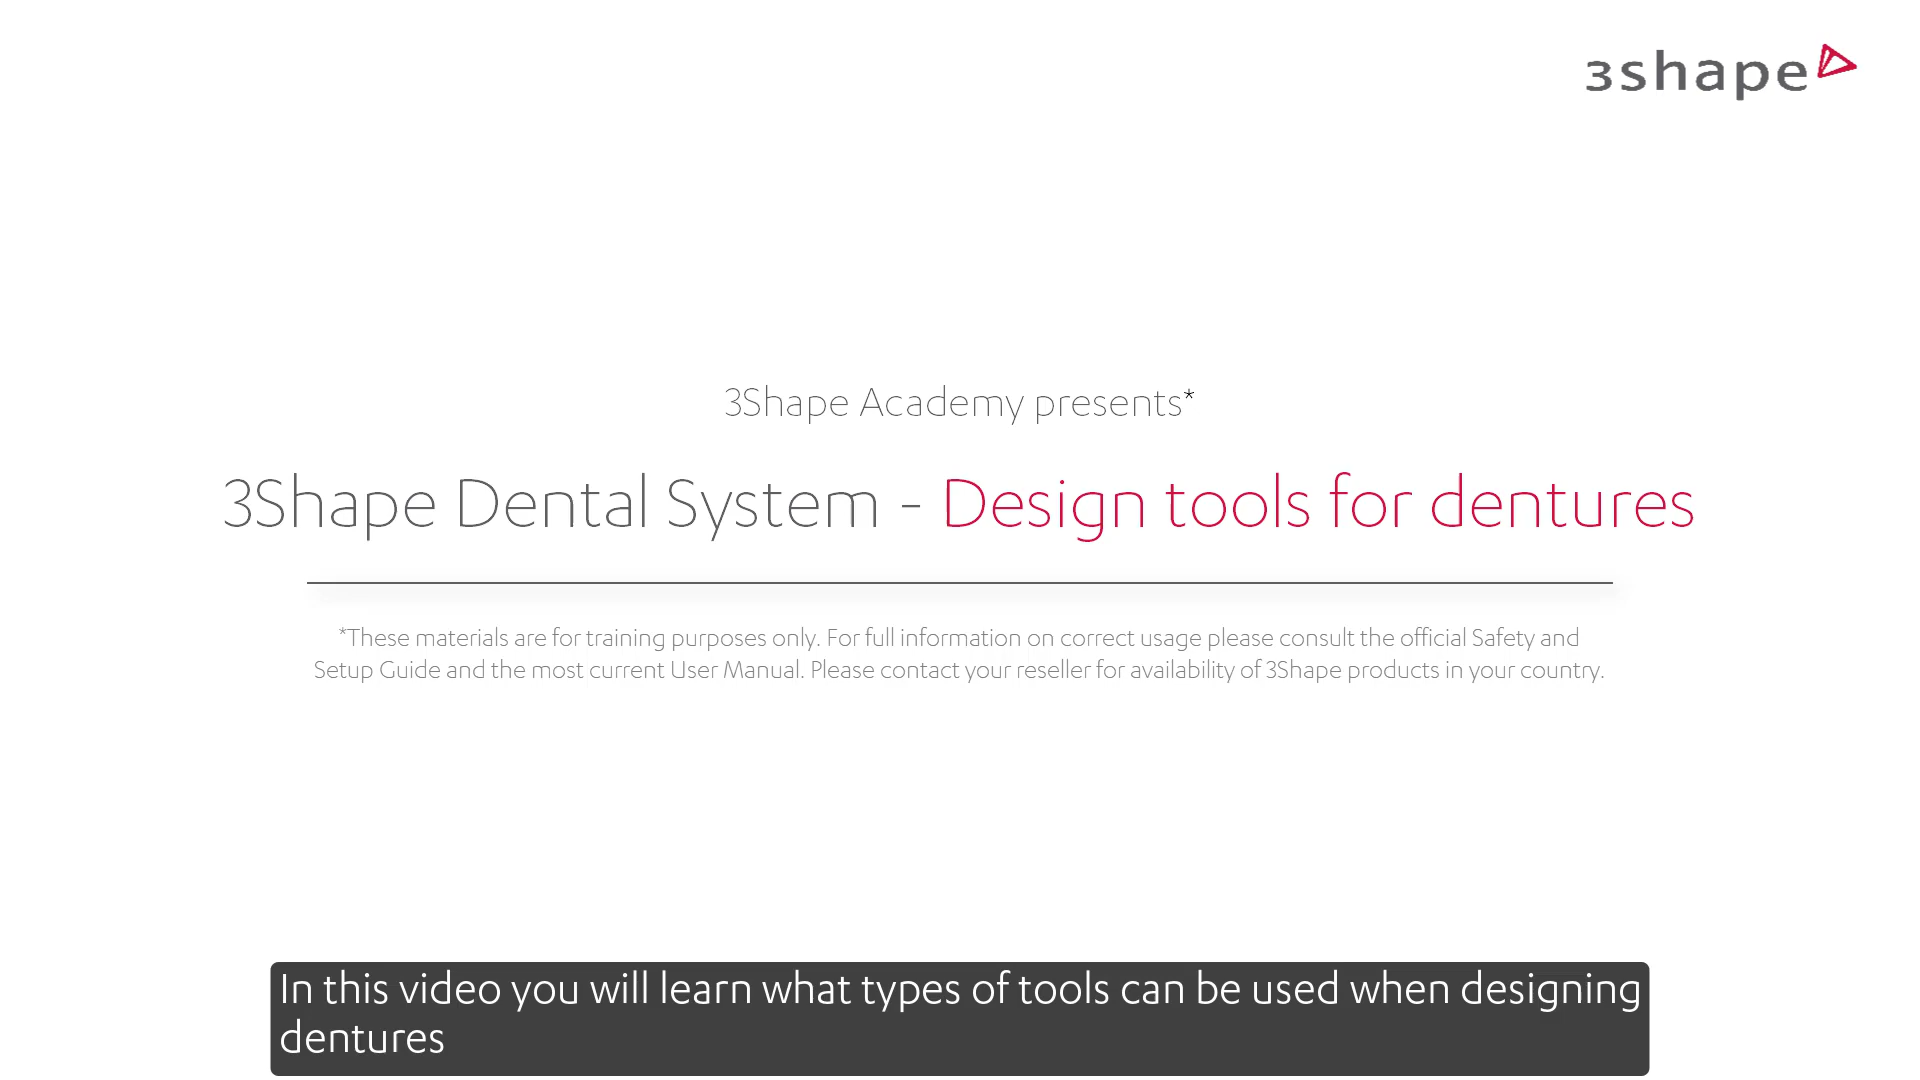 3shape
3Shape Academy presents*
3Shape Dental System - Design tools for dentures
*These materials are for training purposes only. For full information on correct usage please consult the official Safety and
Setup Guide and the most current User Manual. Please contact your reseller for availability of 3Shape products in your country.
In this video you will learn what types of tools can be used when designing
dentures